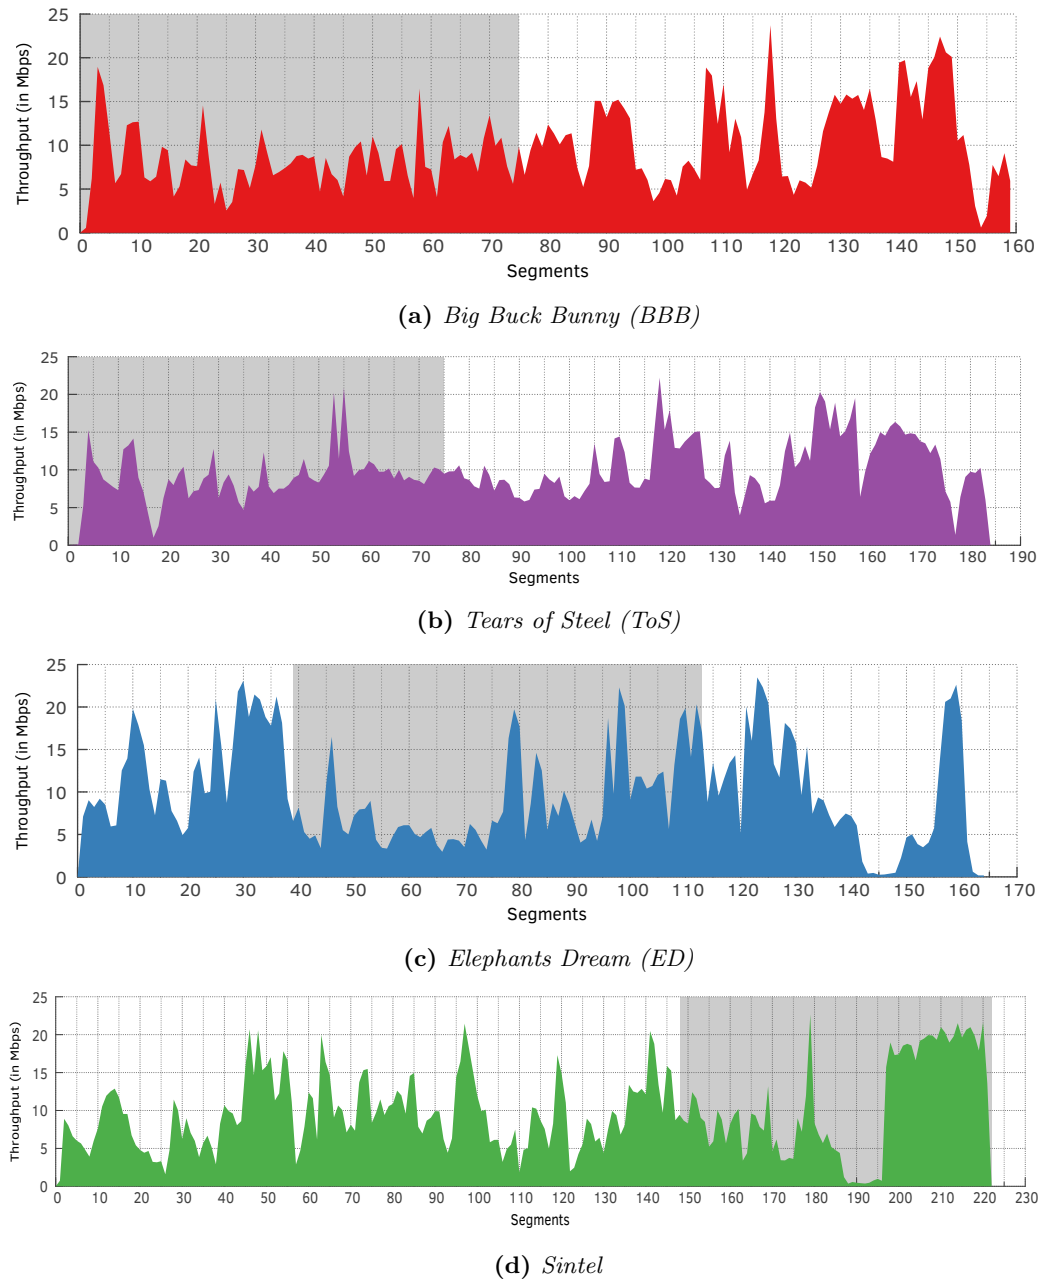 25
20
15
10
5
0
Throughput (in Mbps)
0 10 20 30 40 50 60 70 80 90 100 110 120 130 140 150 160
Segments
(a) Big Buck Bunny (BBB)
25
20
15
10
5
0
Throughput (in Mbps)
0 10 20 30 40 50 60 70 80 90 100 110 120 130 140 150 160 170 180 190
Segments
(b) Tears of Steel (ToS)
25
20
15
10
5
0
Throughput (in Mbps)
0 10 20 30 40 50 60 70 80 90 100 110 120 130 140 150 160 170
Segments
(c) Elephants Dream (ED)
25
20
15
10
5
0
Throughput (in Mbps)
0 10 20 30 40 50 60 70 80 90 100 110 120 130 140 150 160 170 180 190 200 210 220 230
Segments
(d) Sintel